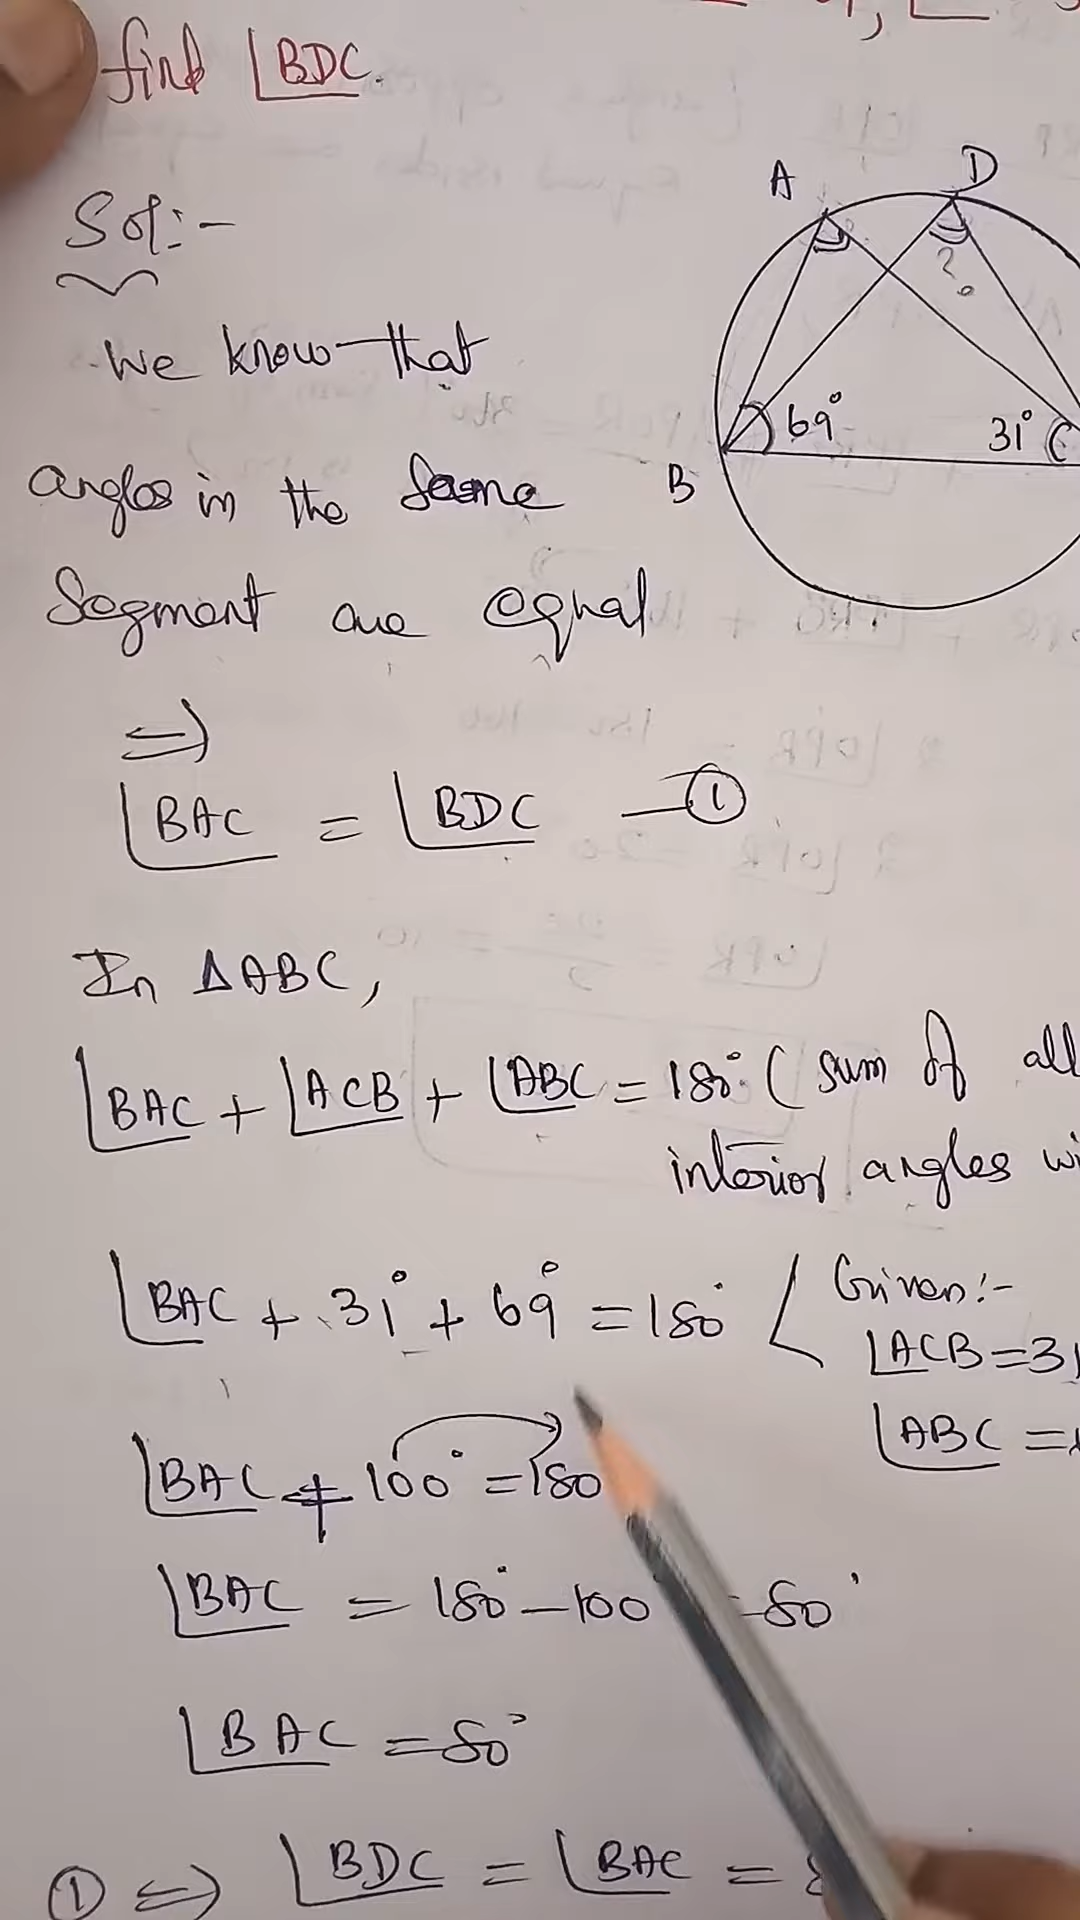 find ∠BDC.
Sol:-
A D
?
We know that
69° 31° C
B
angles in the same
Segment are equal
⇒
∠BAC = ∠BDC —①
In ΔABC,
∠BAC + ∠ACB + ∠ABC = 180° ( sum of all
interior angles
∠BAC + 31° + 69° = 180° Given:-
∠ACB = 31
∠ABC =
∠BAC + 100° = 180
∠BAC = 180° - 100 = 80°
∠BAC = 80°
① ⇒ ∠BDC = ∠BAC =